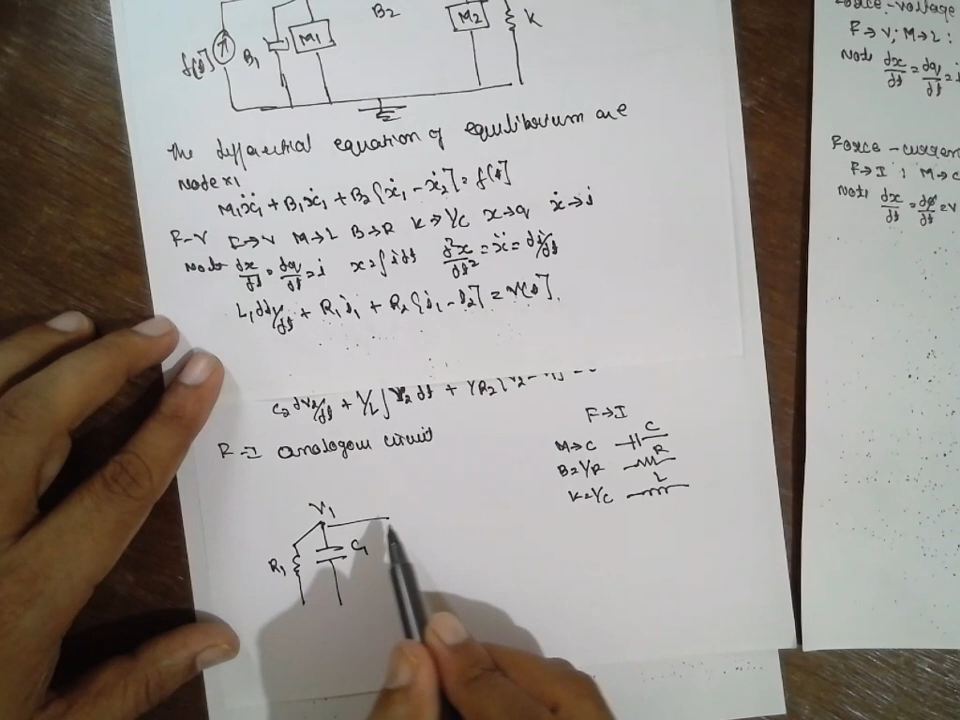 B2
f(t) B1 M1 M2 K
The differential equation of equilibrium are
Node x1
M1ẍ1 + B1ẋ1 + B2[ẋ1 - ẋ2] = f(t)
F-V F→V M→L B→R K→1/C x→q ẋ→i
Note dx/dt = dq/dt = i x = ∫idt d²x/dt² = ẍ = di/dt
L1 di1/dt + R1i1 + R2[i1 - i2] = V(t)
C2 dv2/dt + 1/L ∫V2 dt + 1/R2
F-I analogous circuit
F→I
M→C C
B=1/R R
K=1/C L
V1
R1 C1
Force-voltage
F→V; M→L:
Note dx/dt = dq/dt = i
Force-current
F→I ; M→C
Note dx/dt = dφ/dt = v